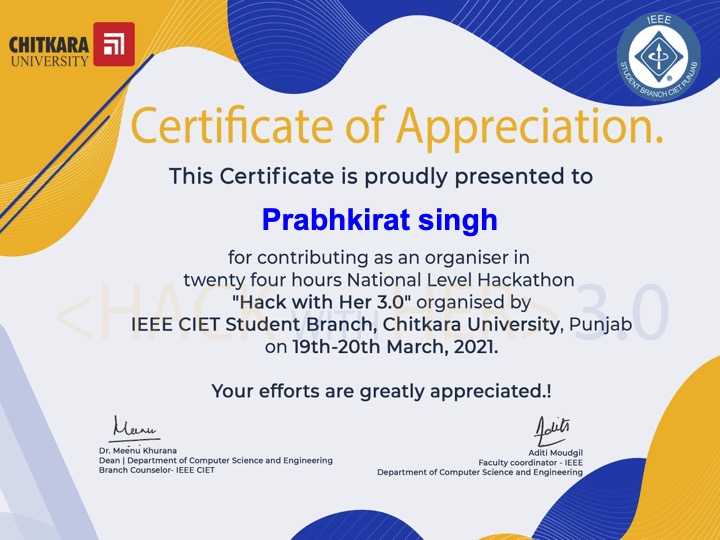 CHITKARA
UNIVERSITY
IEEE
STUDENT BRANCH CIET PUNJAB
Certificate of Appreciation.
This Certificate is proudly presented to
Prabhkirat singh
for contributing as an organiser in
twenty four hours National Level Hackathon
"Hack with Her 3.0" organised by
<HACK WITH HER> 3.0
IEEE CIET Student Branch, Chitkara University, Punjab
on 19th-20th March, 2021.
Your efforts are greatly appreciated.!
Meenu
Dr. Meenu Khurana
Dean | Department of Computer Science and Engineering
Branch Counselor- IEEE CIET
Aditi
Aditi Moudgil
Faculty coordinator - IEEE
Department of Computer Science and Engineering